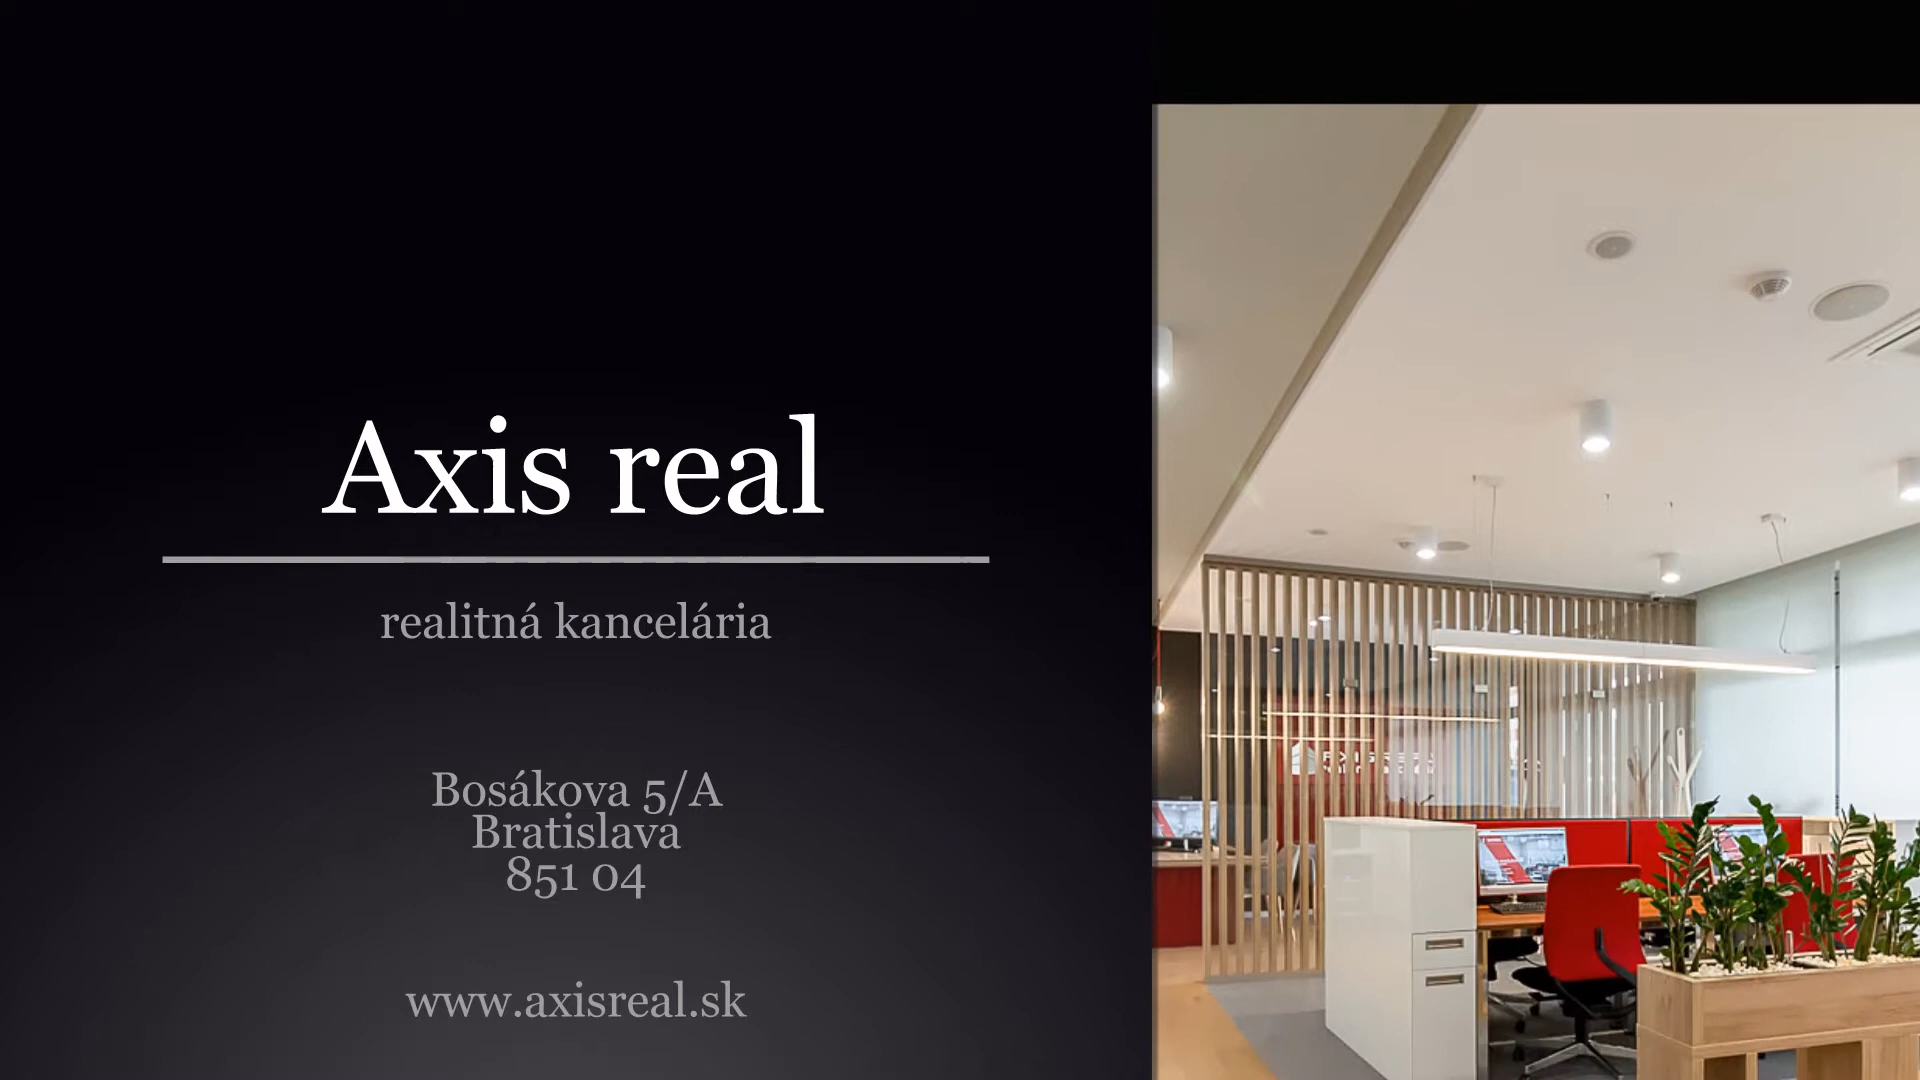 Axis real
realitná kancelária
Bosákova 5/A
Bratislava
851 04
www.axisreal.sk